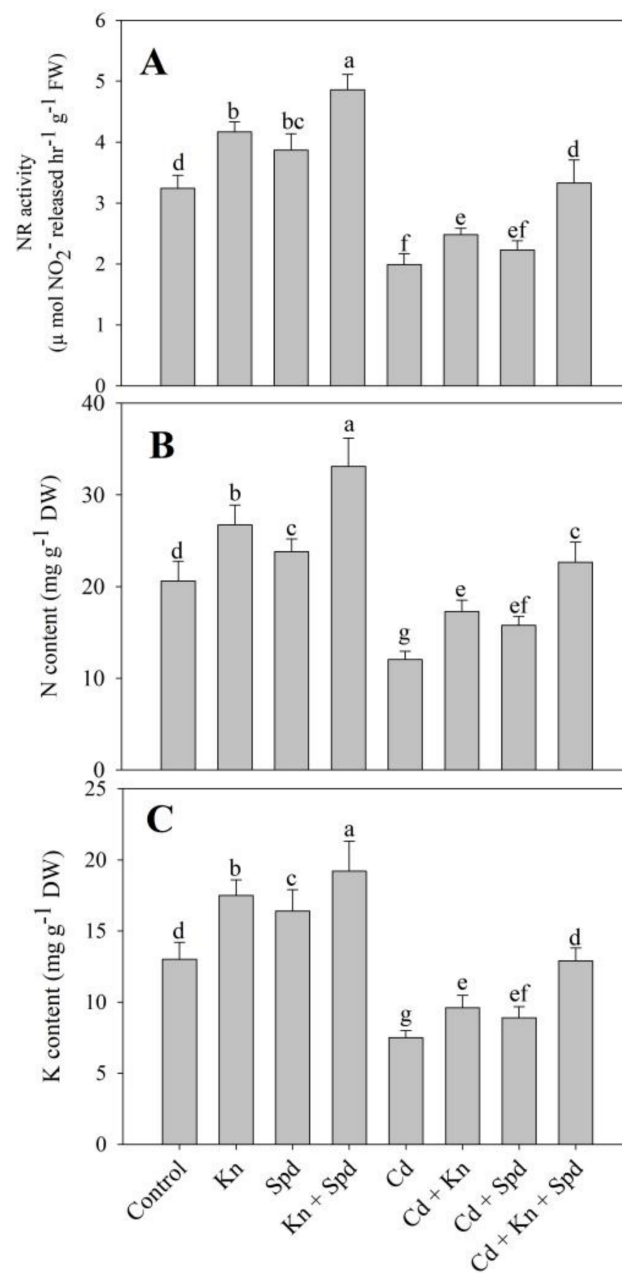 A
NR activity
(µ mol NO2- released hr-1 g-1 FW)
6
5
4
3
2
1
0
d
b
bc
a
f
e
ef
d
B
N content (mg g-1 DW)
40
30
20
10
0
d
b
c
a
g
e
ef
c
C
K content (mg g-1 DW)
25
20
15
10
5
0
d
b
c
a
g
e
ef
d
Control
Kn
Spd
Kn + Spd
Cd
Cd + Kn
Cd + Spd
Cd + Kn + Spd